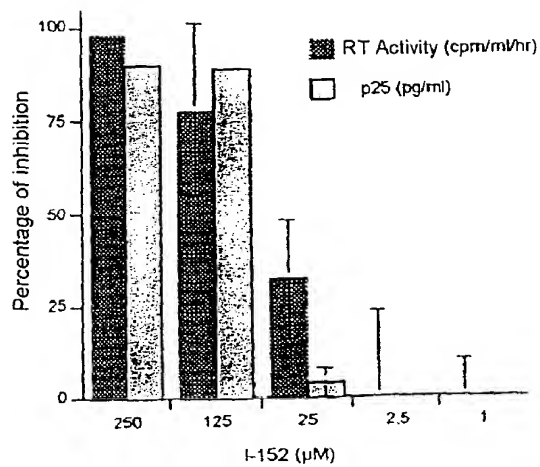 100
75
50
25
0
Percentage of inhibition
RT Activity (cpm/ml/hr)
p25 (pg/ml)
250 125 25 2.5 1
I-152 (µM)